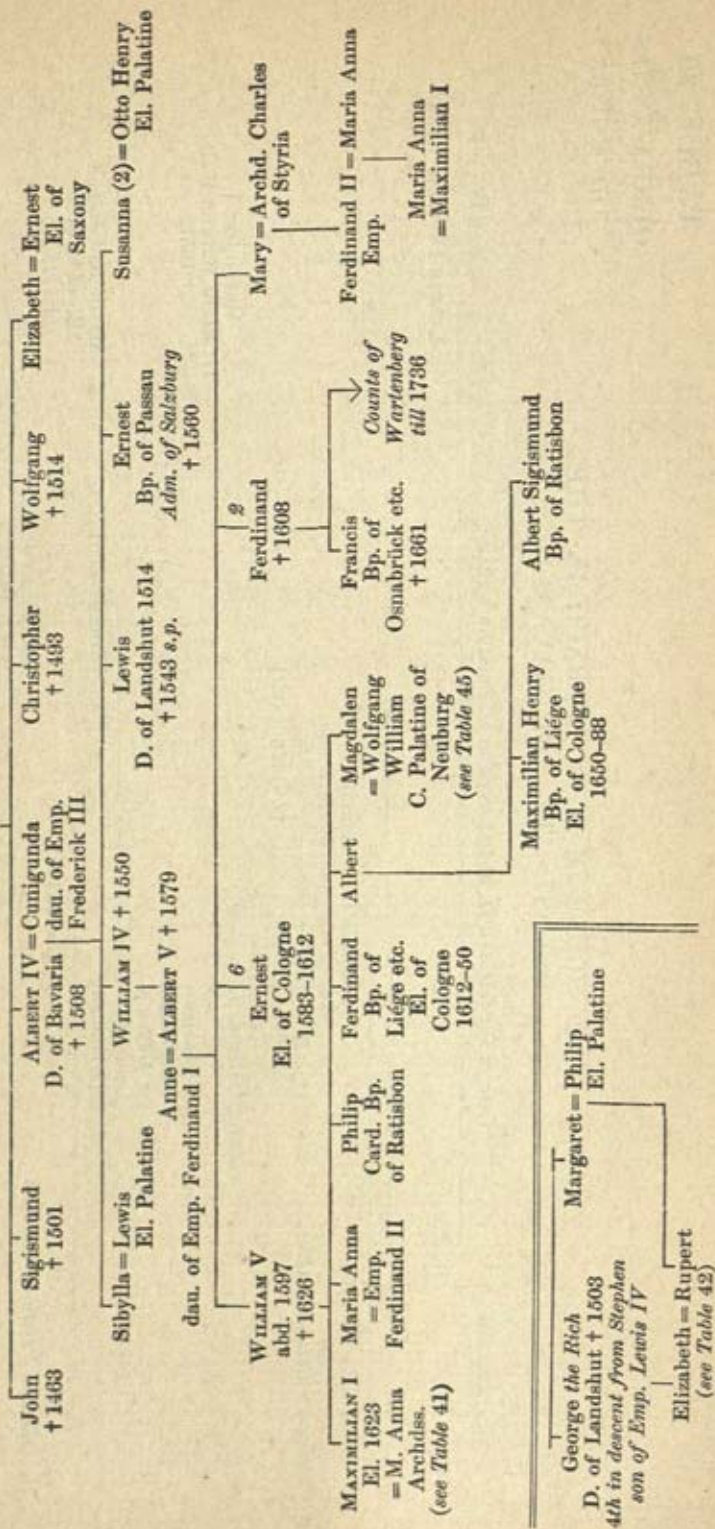 John
† 1463
Sigismund
† 1501
ALBERT IV = Cunigunda
D. of Bavaria dau. of Emp.
† 1508 Frederick III
Christopher
† 1493
Wolfgang
† 1514
Elizabeth = Ernest
El. of
Saxony
Sibylla = Lewis
El. Palatine
WILLIAM IV † 1550
Lewis
D. of Landshut 1514
† 1543 s.p.
Ernest
Bp. of Passau
Adm. of Salzburg
† 1560
Susanna (2) = Otto Henry
El. Palatine
Anne = ALBERT V † 1579
dau. of Emp. Ferdinand I
WILLIAM V
abd. 1597
† 1626
6
Ernest
El. of Cologne
1583–1612
2
Ferdinand
† 1608
Mary = Archd. Charles
of Styria
MAXIMILIAN I
El. 1623
= M. Anna
Archdss.
(see Table 41)
Maria Anna
= Emp.
Ferdinand II
Philip
Card. Bp.
of Ratisbon
Ferdinand
Bp. of
Liége etc.
El. of
Cologne
1612–50
Albert
Magdalen
= Wolfgang
William
C. Palatine of
Neuburg
(see Table 45)
Francis
Bp. of
Osnabrück etc.
† 1661
Counts of
Wartenberg
till 1736
Ferdinand II = Maria Anna
Emp.
Maria Anna
= Maximilian I
Maximilian Henry
Bp. of Liége
El. of Cologne
1650–88
Albert Sigismund
Bp. of Ratisbon
George the Rich
D. of Landshut † 1503
4th in descent from Stephen
son of Emp. Lewis IV
Margaret = Philip
El. Palatine
Elizabeth = Rupert
(see Table 42)